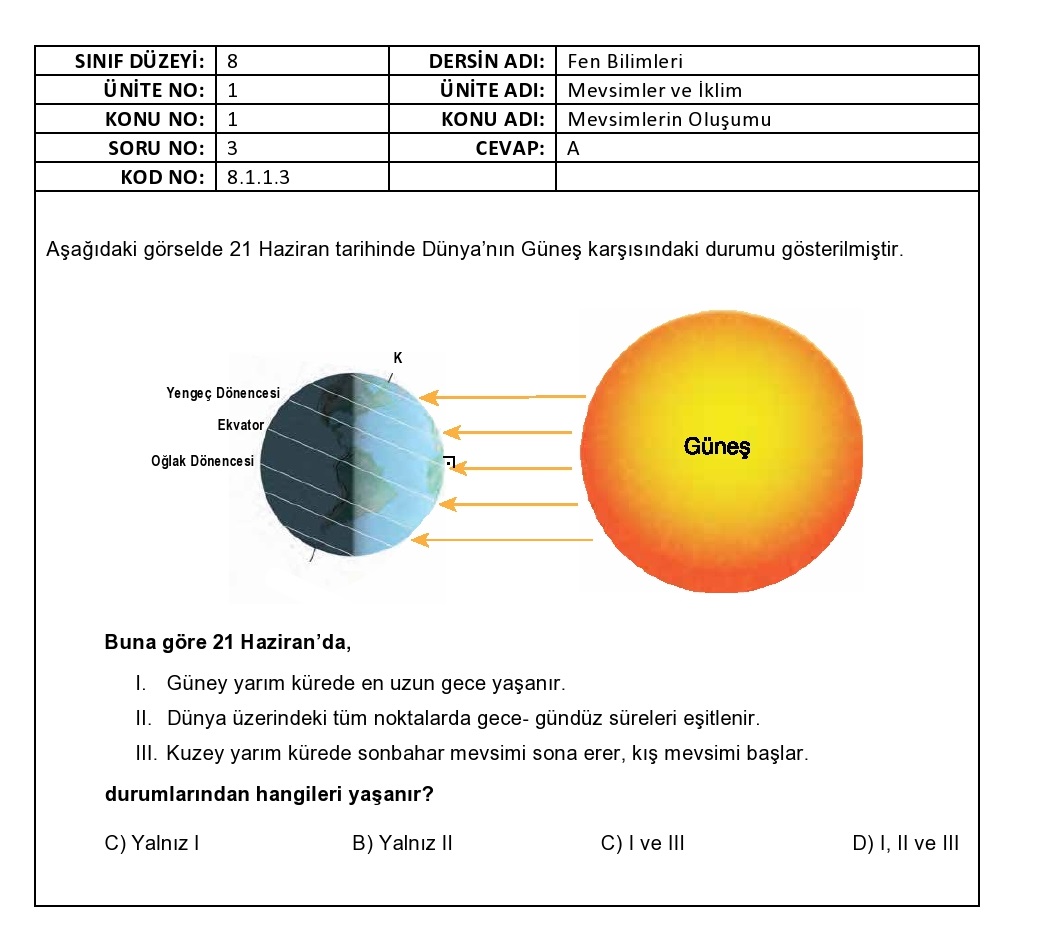 SINIF DÜZEYİ: 8 DERSİN ADI: Fen Bilimleri
ÜNİTE NO: 1 ÜNİTE ADI: Mevsimler ve İklim
KONU NO: 1 KONU ADI: Mevsimlerin Oluşumu
SORU NO: 3 CEVAP: A
KOD NO: 8.1.1.3
Aşağıdaki görselde 21 Haziran tarihinde Dünya’nın Güneş karşısındaki durumu gösterilmiştir.
K
Yengeç Dönencesi
Ekvator
Oğlak Dönencesi
Güneş
Buna göre 21 Haziran’da,
I. Güney yarım kürede en uzun gece yaşanır.
II. Dünya üzerindeki tüm noktalarda gece- gündüz süreleri eşitlenir.
III. Kuzey yarım kürede sonbahar mevsimi sona erer, kış mevsimi başlar.
durumlarından hangileri yaşanır?
C) Yalnız I B) Yalnız II C) I ve III D) I, II ve III